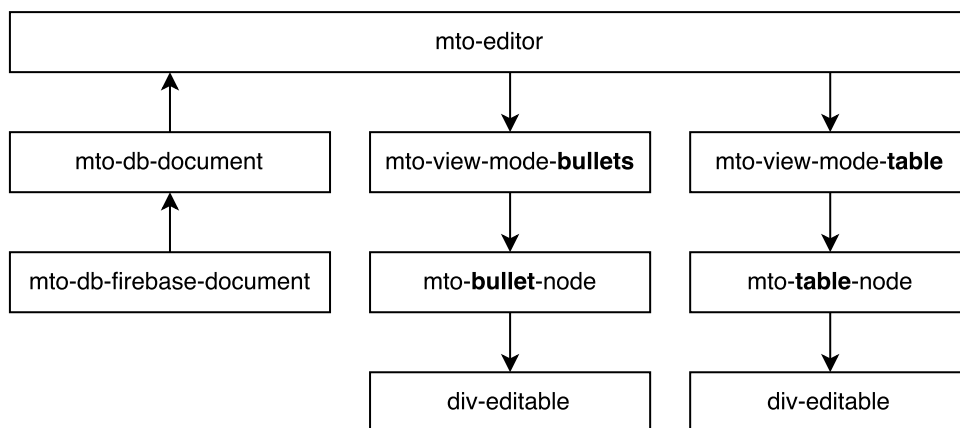 mto-editor
mto-db-document
mto-view-mode-bullets
mto-view-mode-table
mto-db-firebase-document
mto-bullet-node
mto-table-node
div-editable
div-editable